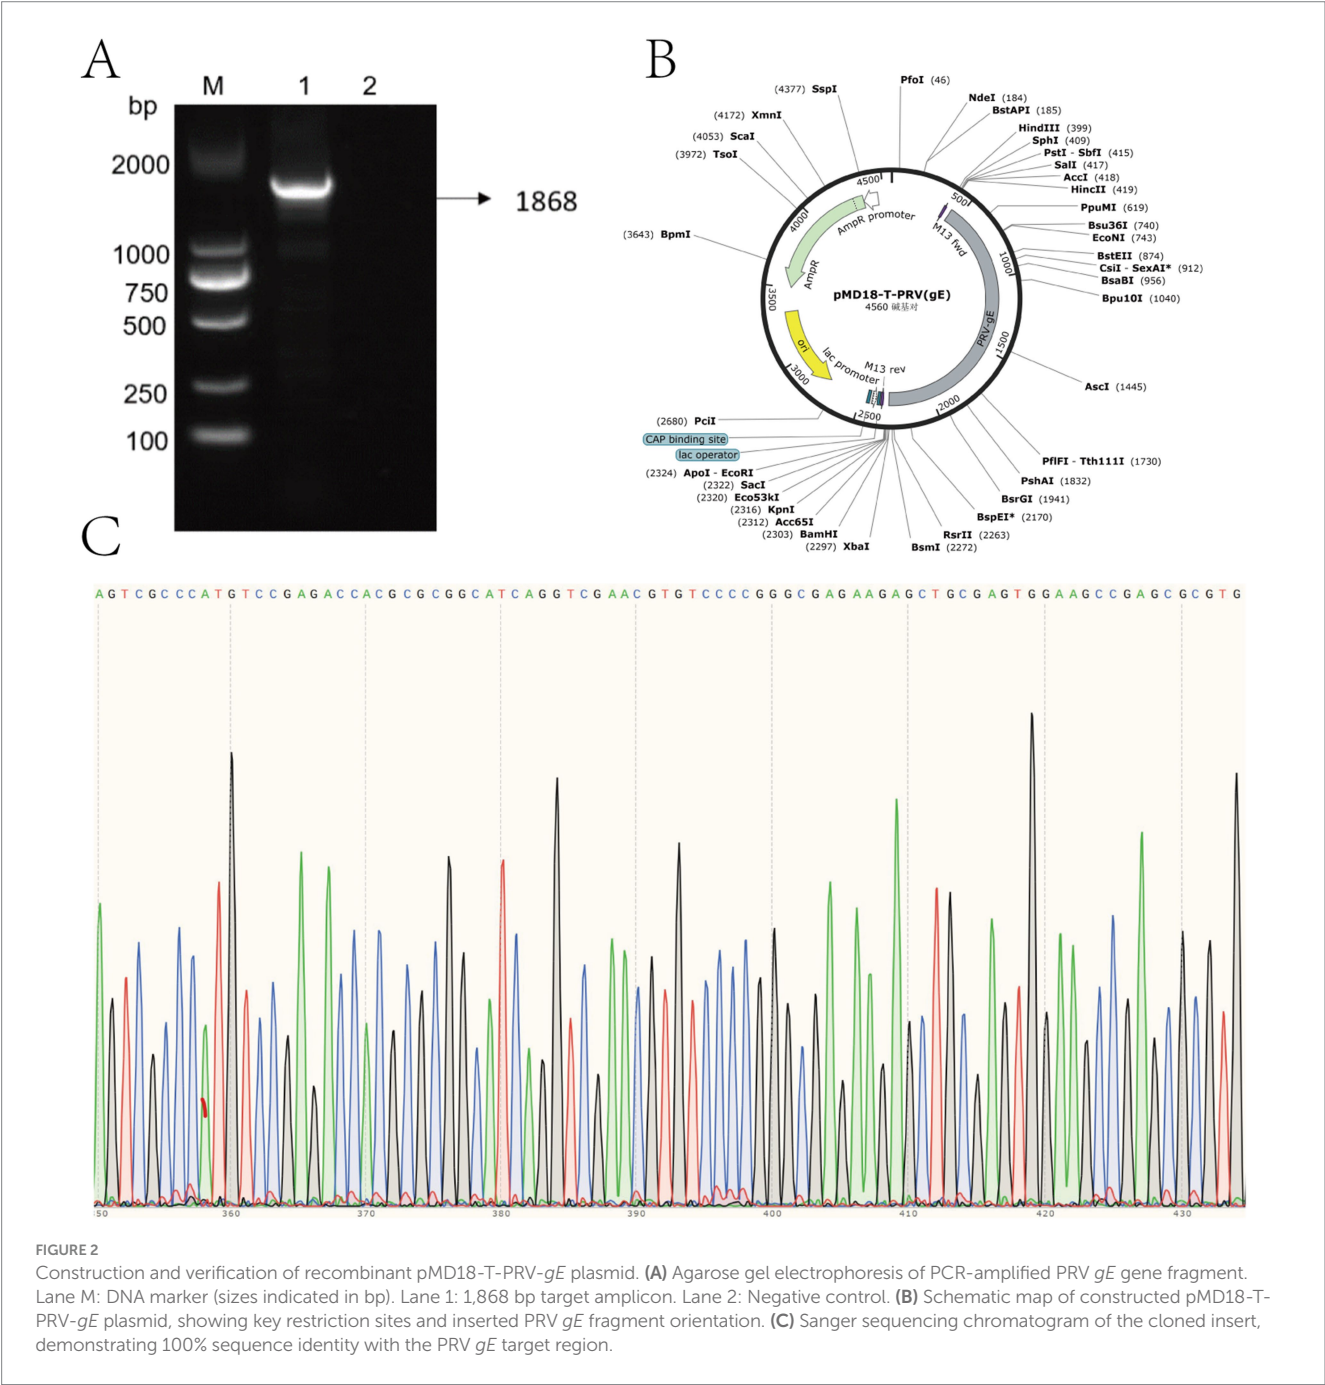 A
M 1 2
bp
2000
1000
750
500
250
100
1868
B
(4377) SspI
(4172) XmnI
(4053) ScaI
(3972) TsoI
(3643) BpmI
PfoI (46)
NdeI (184)
BstAPI (185)
HindIII (399)
SphI (409)
PstI - SbfI (415)
SalI (417)
AccI (418)
HincII (419)
PpuMI (619)
Bsu36I (740)
EcoNI (743)
BstEII (874)
CsiI - SexAI* (912)
BsaBI (956)
Bpu10I (1040)
AscI (1445)
PflFI - Tth111I (1730)
PshAI (1832)
BsrGI (1941)
BspEI* (2170)
RsrII (2263)
BsmI (2272)
4500
500
1000
1500
2000
2500
3000
3500
4000
AmpR promoter
AmpR
M13 fwd
PRV-gE
pMD18-T-PRV(gE)
4560 碱基对
ori
lac promoter
M13 rev
(2680) PciI
CAP binding site
lac operator
(2324) ApoI - EcoRI
(2322) SacI
(2320) Eco53kI
(2316) KpnI
(2312) Acc65I
(2303) BamHI
(2297) XbaI
C
AGTCGCCCATGTCCGAGACCACGCGCGGCATCAGGTCGAACGTGTCCCCGGGCGAGAAGAGCTGCGAGTGGAAGCCGAGCGCGTG
50 360 370 380 390 400 410 420 430
FIGURE 2
Construction and verification of recombinant pMD18-T-PRV-gE plasmid. (A) Agarose gel electrophoresis of PCR-amplified PRV gE gene fragment.
Lane M: DNA marker (sizes indicated in bp). Lane 1: 1,868 bp target amplicon. Lane 2: Negative control. (B) Schematic map of constructed pMD18-T-
PRV-gE plasmid, showing key restriction sites and inserted PRV gE fragment orientation. (C) Sanger sequencing chromatogram of the cloned insert,
demonstrating 100% sequence identity with the PRV gE target region.